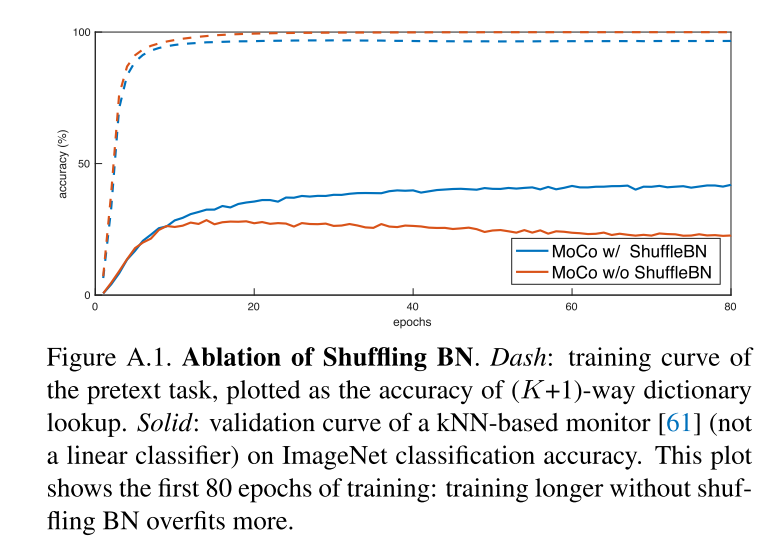 100
50
0
accuracy (%)
0 20 40 60 80
epochs
MoCo w/ ShuffleBN
MoCo w/o ShuffleBN
Figure A.1. Ablation of Shuffling BN. Dash: training curve of
the pretext task, plotted as the accuracy of (K+1)-way dictionary
lookup. Solid: validation curve of a kNN-based monitor [61] (not
a linear classifier) on ImageNet classification accuracy. This plot
shows the first 80 epochs of training: training longer without shuf-
fling BN overfits more.